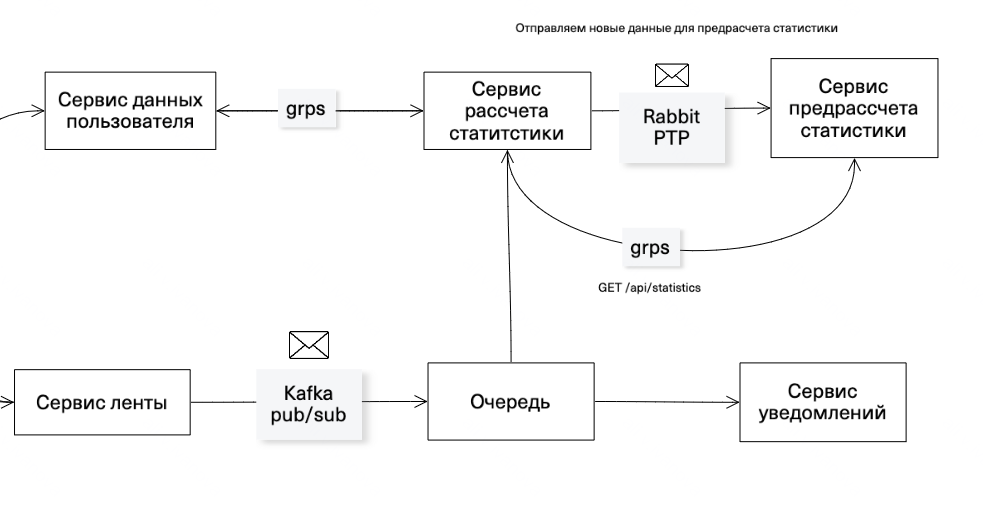 Отправляем новые данные для предрасчета статистики
Сервис данных
пользователя
grps
Сервис
рассчета
статитстики
Rabbit
PTP
Сервис
предрассчета
статистики
grps
GET /api/statistics
Сервис ленты
Kafka
pub/sub
Очередь
Сервис
уведомлений